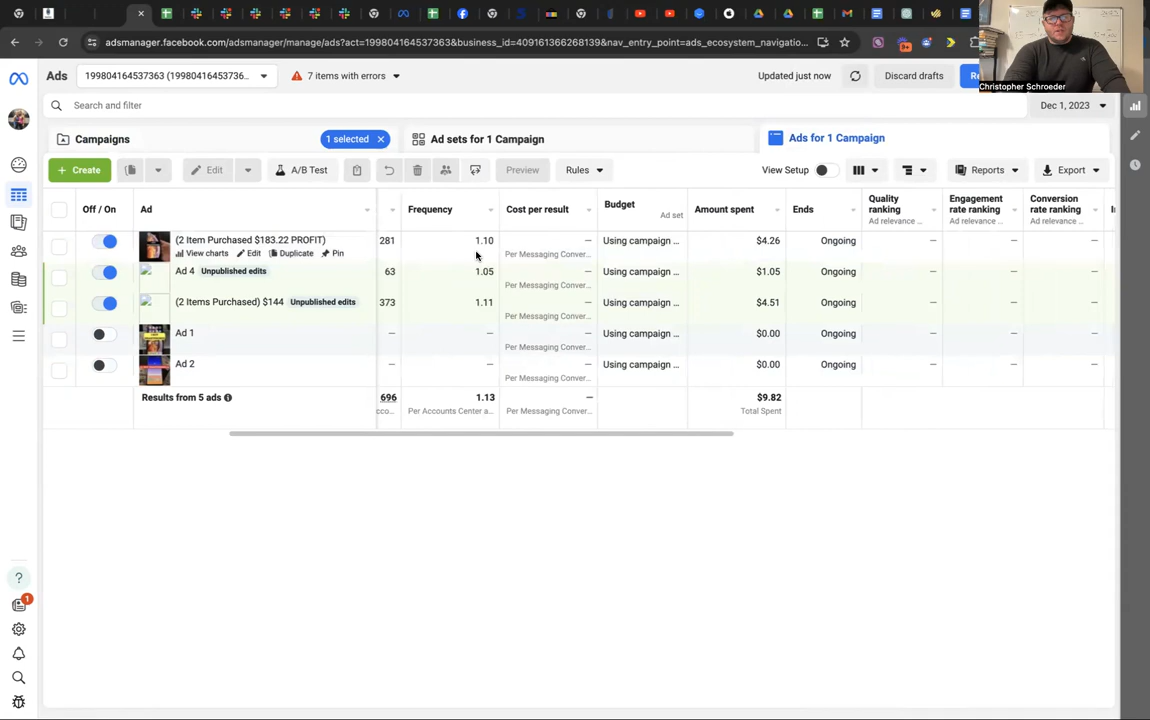 adsmanager.facebook.com/adsmanager/manage/ads?act=199804164537363&business_id=409161366268139&nav_entry_point=ads_ecosystem_navigatio...
9+
Christopher Schroeder
Ads
199804164537363 (19980416453736...
7 items with errors
Updated just now
Discard drafts
Search and filter
Dec 1, 2023
Campaigns
1 selected
Ad sets for 1 Campaign
Ads for 1 Campaign
+ Create
Edit
A/B Test
Preview
Rules
View Setup
Reports
Export
Off / On
Ad
Frequency
Cost per result
Budget
Ad set
Amount spent
Ends
Quality ranking
Ad relevance ...
Engagement rate ranking
Ad relevance ...
Conversion rate ranking
Ad relevance ...
(2 Item Purchased $183.22 PROFIT)
View charts Edit Duplicate Pin
281
1.10
—
Per Messaging Conver...
Using campaign ...
$4.26
Ongoing
—
—
—
Ad 4 Unpublished edits
63
1.05
—
Per Messaging Conver...
Using campaign ...
$1.05
Ongoing
—
—
—
(2 Items Purchased) $144 Unpublished edits
373
1.11
—
Per Messaging Conver...
Using campaign ...
$4.51
Ongoing
—
—
—
Ad 1
—
—
—
Per Messaging Conver...
Using campaign ...
$0.00
Ongoing
—
—
—
Ad 2
—
—
—
Per Messaging Conver...
Using campaign ...
$0.00
Ongoing
—
—
—
Results from 5 ads
696
1.13
Per Accounts Center a...
—
Per Messaging Conver...
$9.82
Total Spent
?
1